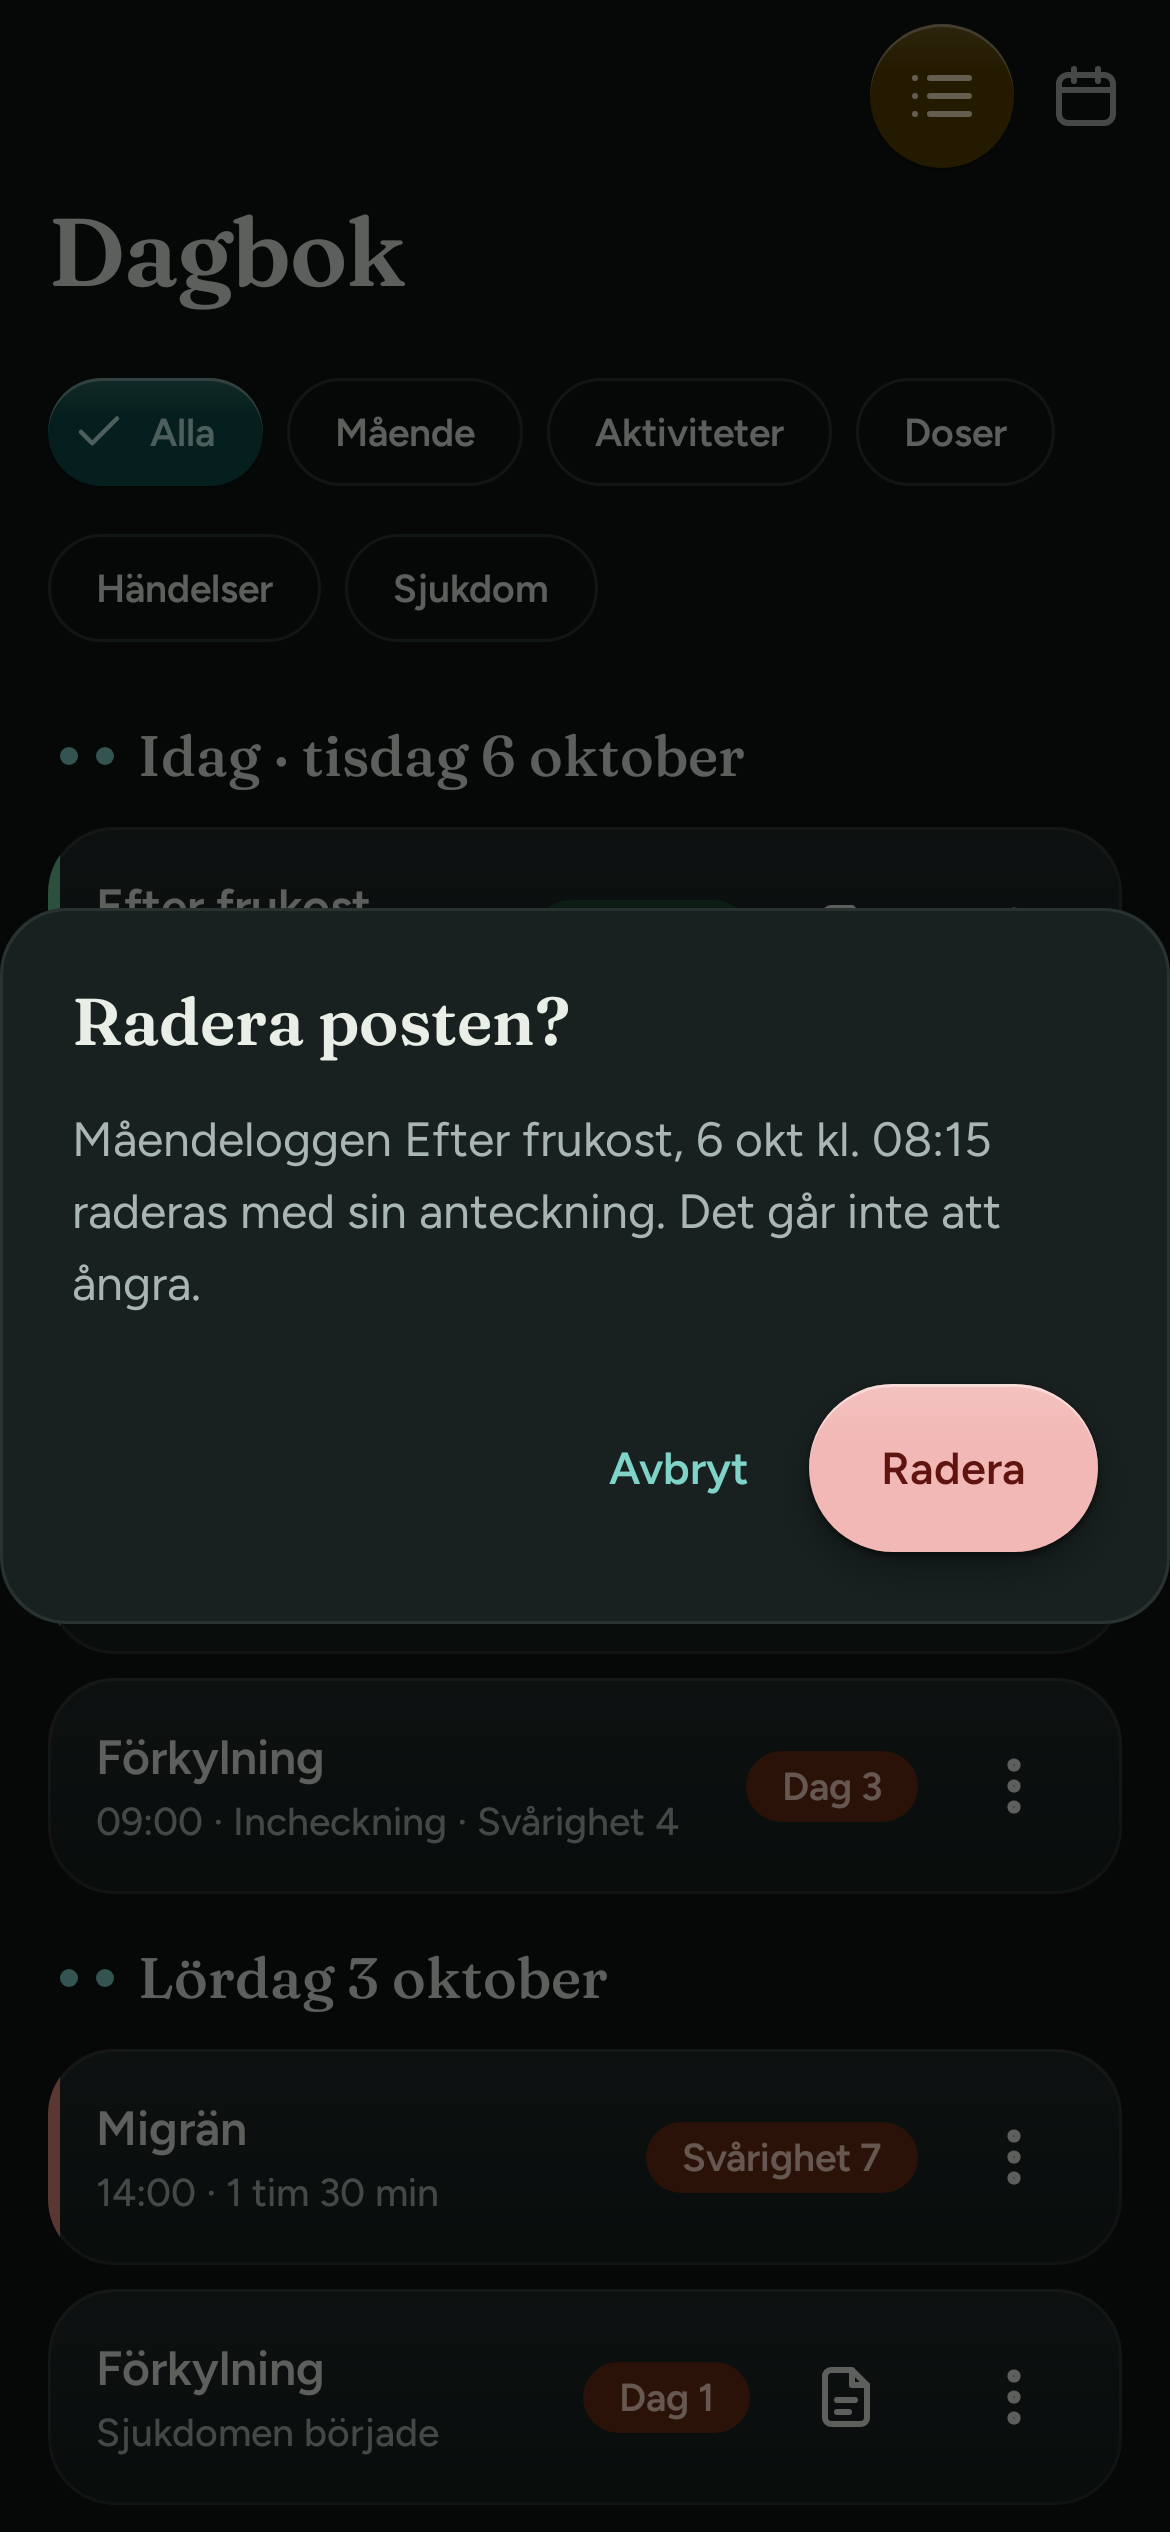 Dagbok
Alla
Mående
Aktiviteter
Doser
Händelser
Sjukdom
Idag · tisdag 6 oktober
Efter frukost
Radera posten?
Måendeloggen Efter frukost, 6 okt kl. 08:15
raderas med sin anteckning. Det går inte att
ångra.
Avbryt
Radera
Förkylning
Dag 3
09:00 · Incheckning · Svårighet 4
Lördag 3 oktober
Migrän
Svårighet 7
14:00 · 1 tim 30 min
Förkylning
Dag 1
Sjukdomen började